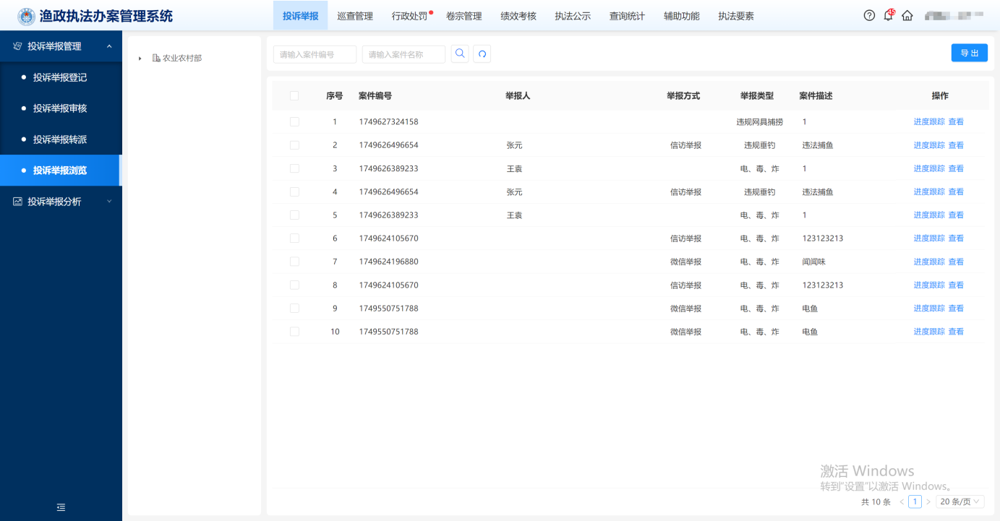 渔政执法办案管理系统
投诉举报 巡查管理 行政处罚 卷宗管理 绩效考核 执法公示 查询统计 辅助功能 执法要素
45
投诉举报管理
投诉举报登记
投诉举报审核
投诉举报转派
投诉举报浏览
投诉举报分析
农业农村部
请输入案件编号 请输入案件名称 导 出
序号 案件编号 举报人 举报方式 举报类型 案件描述 操作
1 1749627324158 违规网具捕捞 1 进度跟踪 查看
2 1749626496654 张元 信访举报 违规垂钓 违法捕鱼 进度跟踪 查看
3 1749626389233 王袁 电、毒、炸 1 进度跟踪 查看
4 1749626496654 张元 信访举报 违规垂钓 违法捕鱼 进度跟踪 查看
5 1749626389233 王袁 电、毒、炸 1 进度跟踪 查看
6 1749624105670 信访举报 电、毒、炸 123123213 进度跟踪 查看
7 1749624196880 微信举报 电、毒、炸 闻闻味 进度跟踪 查看
8 1749624105670 信访举报 电、毒、炸 123123213 进度跟踪 查看
9 1749550751788 微信举报 电、毒、炸 电鱼 进度跟踪 查看
10 1749550751788 微信举报 电、毒、炸 电鱼 进度跟踪 查看
激活 Windows
转到"设置"以激活 Windows。
共 10 条 < 1 > 20 条/页